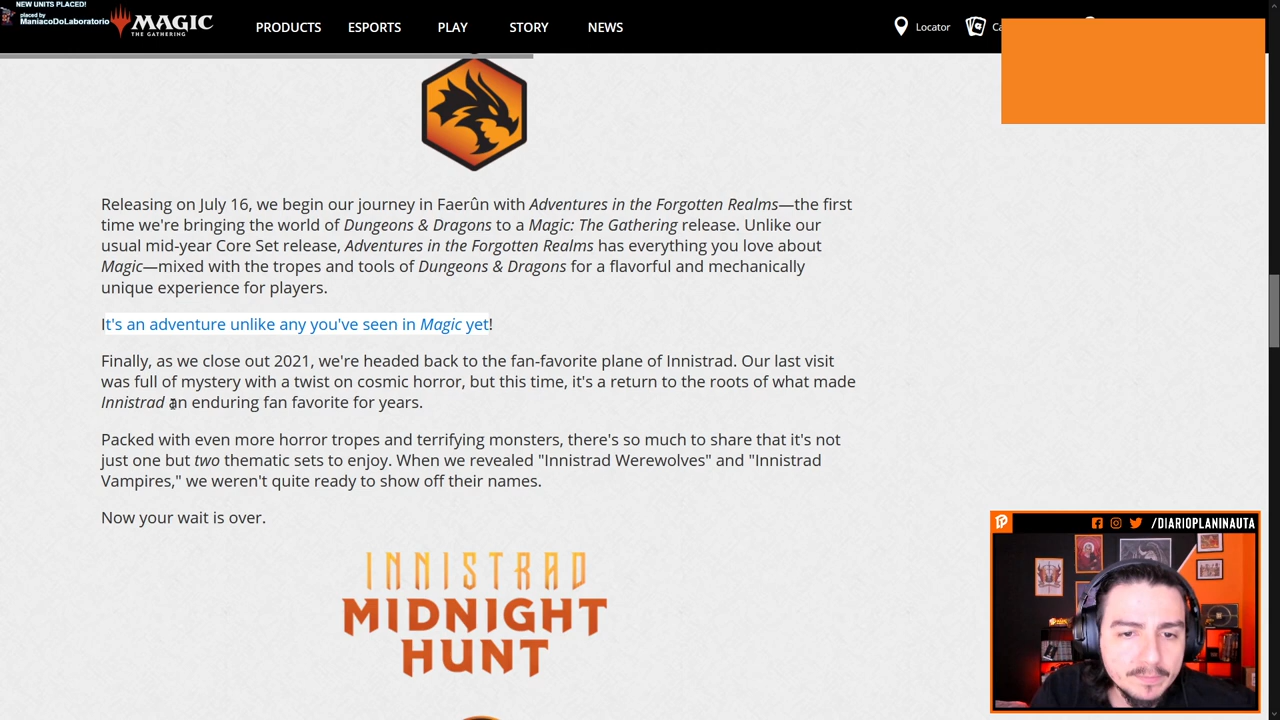 NEW UNITS PLACED!
placed by
ManiacoDoLaboratorio
MAGIC
THE GATHERING
PRODUCTS ESPORTS PLAY STORY NEWS
Locator
Releasing on July 16, we begin our journey in Faerûn with Adventures in the Forgotten Realms—the first
time we're bringing the world of Dungeons & Dragons to a Magic: The Gathering release. Unlike our
usual mid-year Core Set release, Adventures in the Forgotten Realms has everything you love about
Magic—mixed with the tropes and tools of Dungeons & Dragons for a flavorful and mechanically
unique experience for players.
It's an adventure unlike any you've seen in Magic yet!
Finally, as we close out 2021, we're headed back to the fan-favorite plane of Innistrad. Our last visit
was full of mystery with a twist on cosmic horror, but this time, it's a return to the roots of what made
Innistrad an enduring fan favorite for years.
Packed with even more horror tropes and terrifying monsters, there's so much to share that it's not
just one but two thematic sets to enjoy. When we revealed "Innistrad Werewolves" and "Innistrad
Vampires," we weren't quite ready to show off their names.
Now your wait is over.
INNISTRAD
MIDNIGHT
HUNT
/DIARIOPLANINAUTA